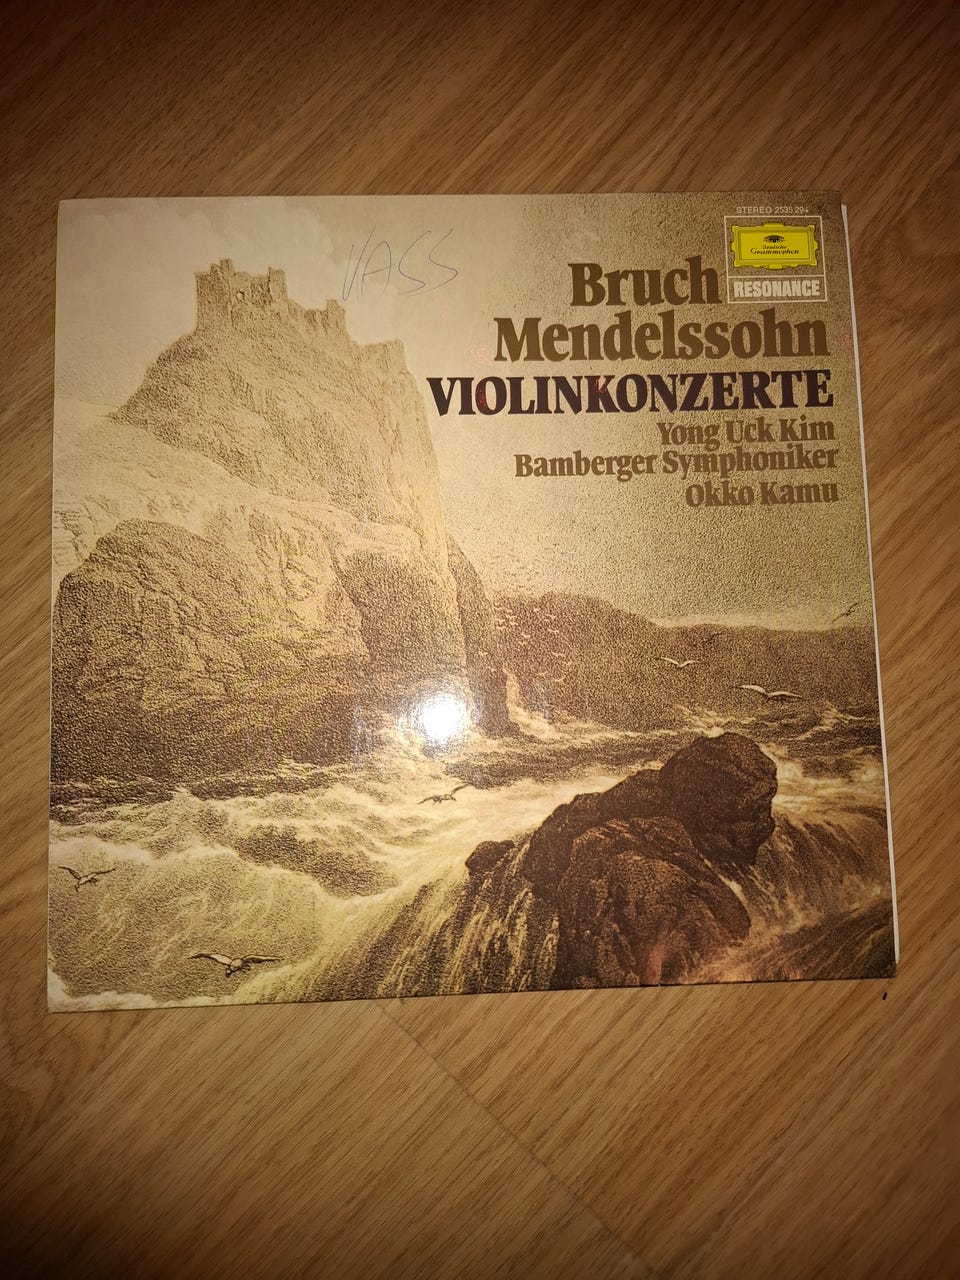 STEREO 2535 294
Deutsche
Grammophon
RESONANCE
VASS
Bruch
Mendelssohn
VIOLINKONZERTE
Yong Uck Kim
Bamberger Symphoniker
Okko Kamu